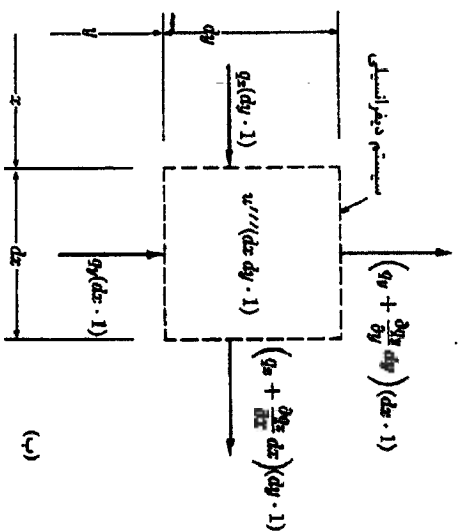 سیستم دیفرانسیلی
(q_y + ∂q_y/∂y dy)(dx · 1)
dy
q_x(dy · 1)
u'''(dx dy · 1)
(q_x + ∂q_x/∂x dx)(dy · 1)
y
q_y(dx · 1)
x
dx
(ب)